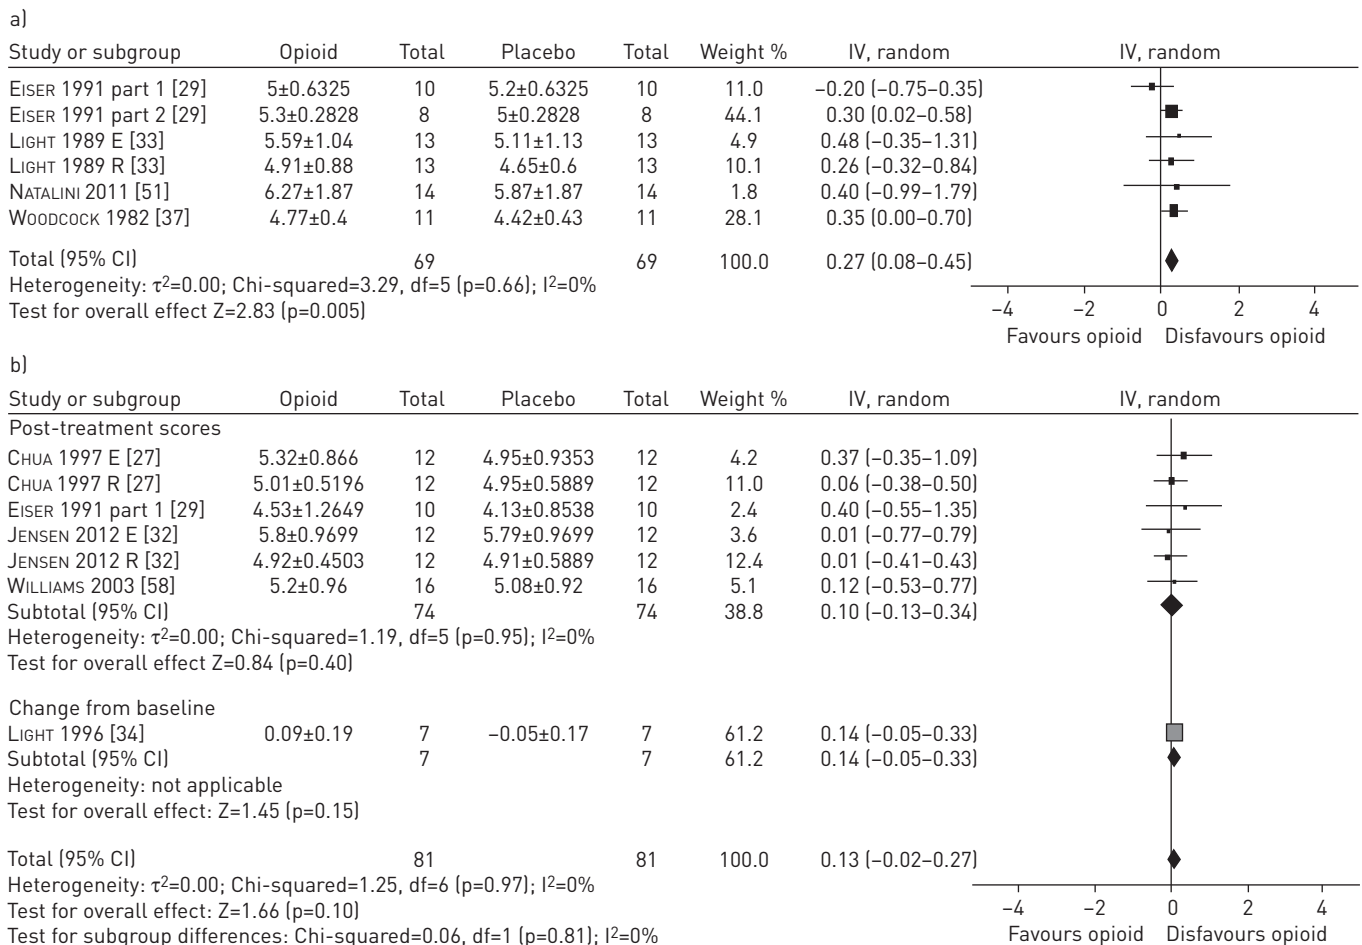 a)
Study or subgroup Opioid Total Placebo Total Weight % IV, random IV, random
EISER 1991 part 1 [29] 5±0.6325 10 5.2±0.6325 10 11.0 −0.20 (−0.75–0.35)
EISER 1991 part 2 [29] 5.3±0.2828 8 5±0.2828 8 44.1 0.30 (0.02–0.58)
LIGHT 1989 E [33] 5.59±1.04 13 5.11±1.13 13 4.9 0.48 (−0.35–1.31)
LIGHT 1989 R [33] 4.91±0.88 13 4.65±0.6 13 10.1 0.26 (−0.32–0.84)
NATALINI 2011 [51] 6.27±1.87 14 5.87±1.87 14 1.8 0.40 (−0.99–1.79)
WOODCOCK 1982 [37] 4.77±0.4 11 4.42±0.43 11 28.1 0.35 (0.00–0.70)
Total (95% CI) 69 69 100.0 0.27 (0.08–0.45)
Heterogeneity: τ²=0.00; Chi-squared=3.29, df=5 (p=0.66); I²=0%
Test for overall effect Z=2.83 (p=0.005)
−4 −2 0 2 4
Favours opioid Disfavours opioid
b)
Study or subgroup Opioid Total Placebo Total Weight % IV, random IV, random
Post-treatment scores
CHUA 1997 E [27] 5.32±0.866 12 4.95±0.9353 12 4.2 0.37 (−0.35–1.09)
CHUA 1997 R [27] 5.01±0.5196 12 4.95±0.5889 12 11.0 0.06 (−0.38–0.50)
EISER 1991 part 1 [29] 4.53±1.2649 10 4.13±0.8538 10 2.4 0.40 (−0.55–1.35)
JENSEN 2012 E [32] 5.8±0.9699 12 5.79±0.9699 12 3.6 0.01 (−0.77–0.79)
JENSEN 2012 R [32] 4.92±0.4503 12 4.91±0.5889 12 12.4 0.01 (−0.41–0.43)
WILLIAMS 2003 [58] 5.2±0.96 16 5.08±0.92 16 5.1 0.12 (−0.53–0.77)
Subtotal (95% CI) 74 74 38.8 0.10 (−0.13–0.34)
Heterogeneity: τ²=0.00; Chi-squared=1.19, df=5 (p=0.95); I²=0%
Test for overall effect Z=0.84 (p=0.40)
Change from baseline
LIGHT 1996 [34] 0.09±0.19 7 −0.05±0.17 7 61.2 0.14 (−0.05–0.33)
Subtotal (95% CI) 7 7 61.2 0.14 (−0.05–0.33)
Heterogeneity: not applicable
Test for overall effect: Z=1.45 (p=0.15)
Total (95% CI) 81 81 100.0 0.13 (−0.02–0.27)
Heterogeneity: τ²=0.00; Chi-squared=1.25, df=6 (p=0.97); I²=0%
Test for overall effect: Z=1.66 (p=0.10)
Test for subgroup differences: Chi-squared=0.06, df=1 (p=0.81); I²=0%
−4 −2 0 2 4
Favours opioid Disfavours opioid